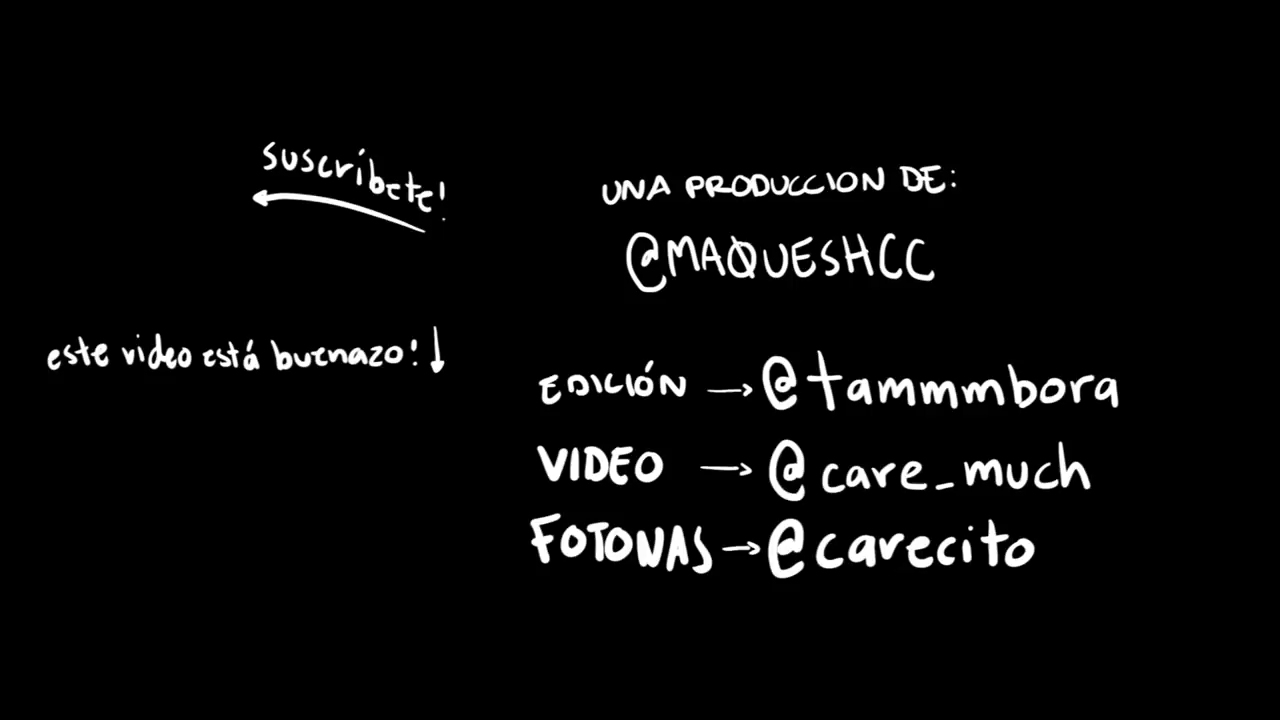 suscríbete!
este video está buenazo!
UNA PRODUCCION DE:
@MAQUESHCC
EDICIÓN → @tammmbora
VIDEO → @care_much
FOTONAS → @carecito